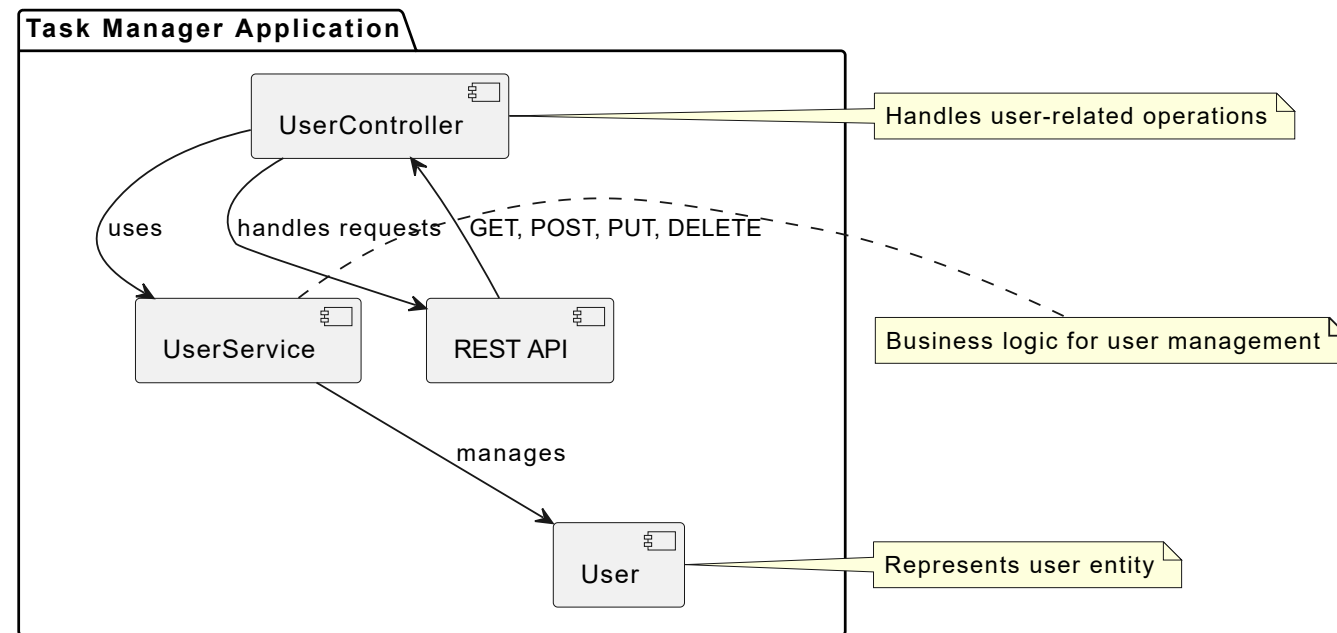 Task Manager Application
UserController
Handles user-related operations
uses
handles requests
GET, POST, PUT, DELETE
UserService
REST API
Business logic for user management
manages
User
Represents user entity